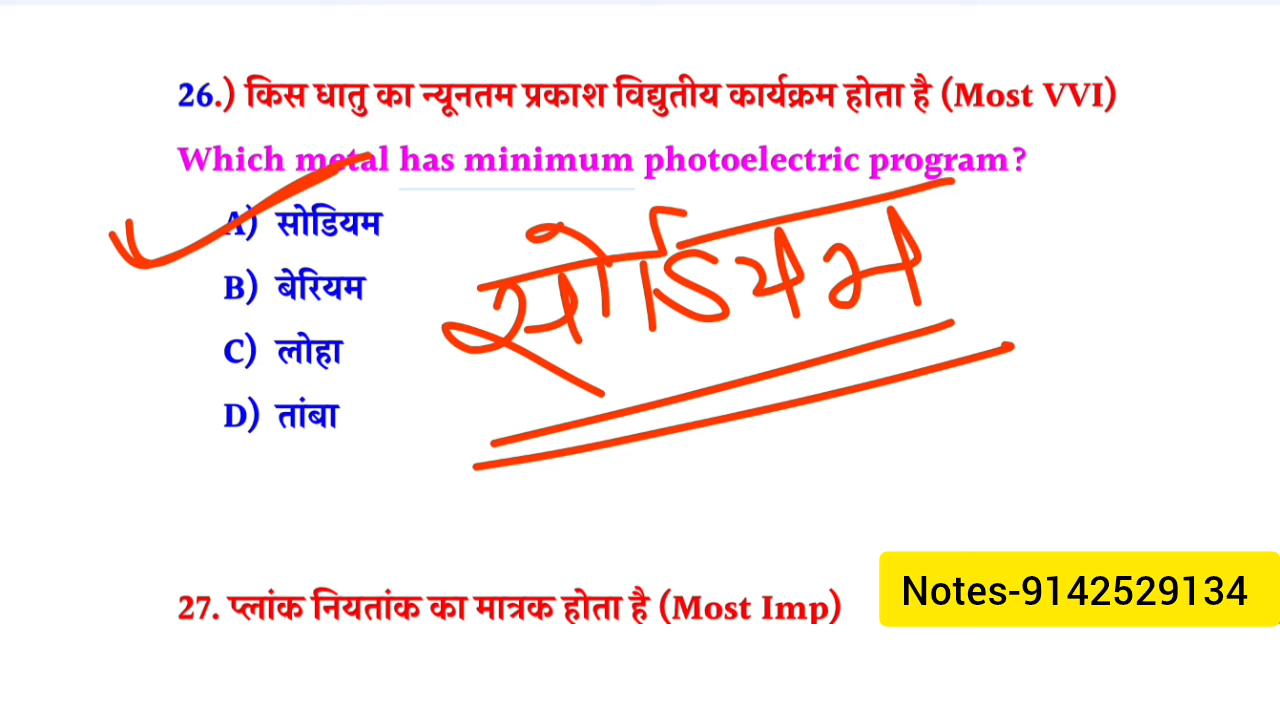 26.) किस धातु का न्यूनतम प्रकाश विद्युतीय कार्यक्रम होता है (Most VVI)
Which metal has minimum photoelectric program?
A) सोडियम
सोडियम
B) बेरियम
C) लोहा
D) तांबा
27. प्लांक नियतांक का मात्रक होता है (Most Imp)
Notes-9142529134